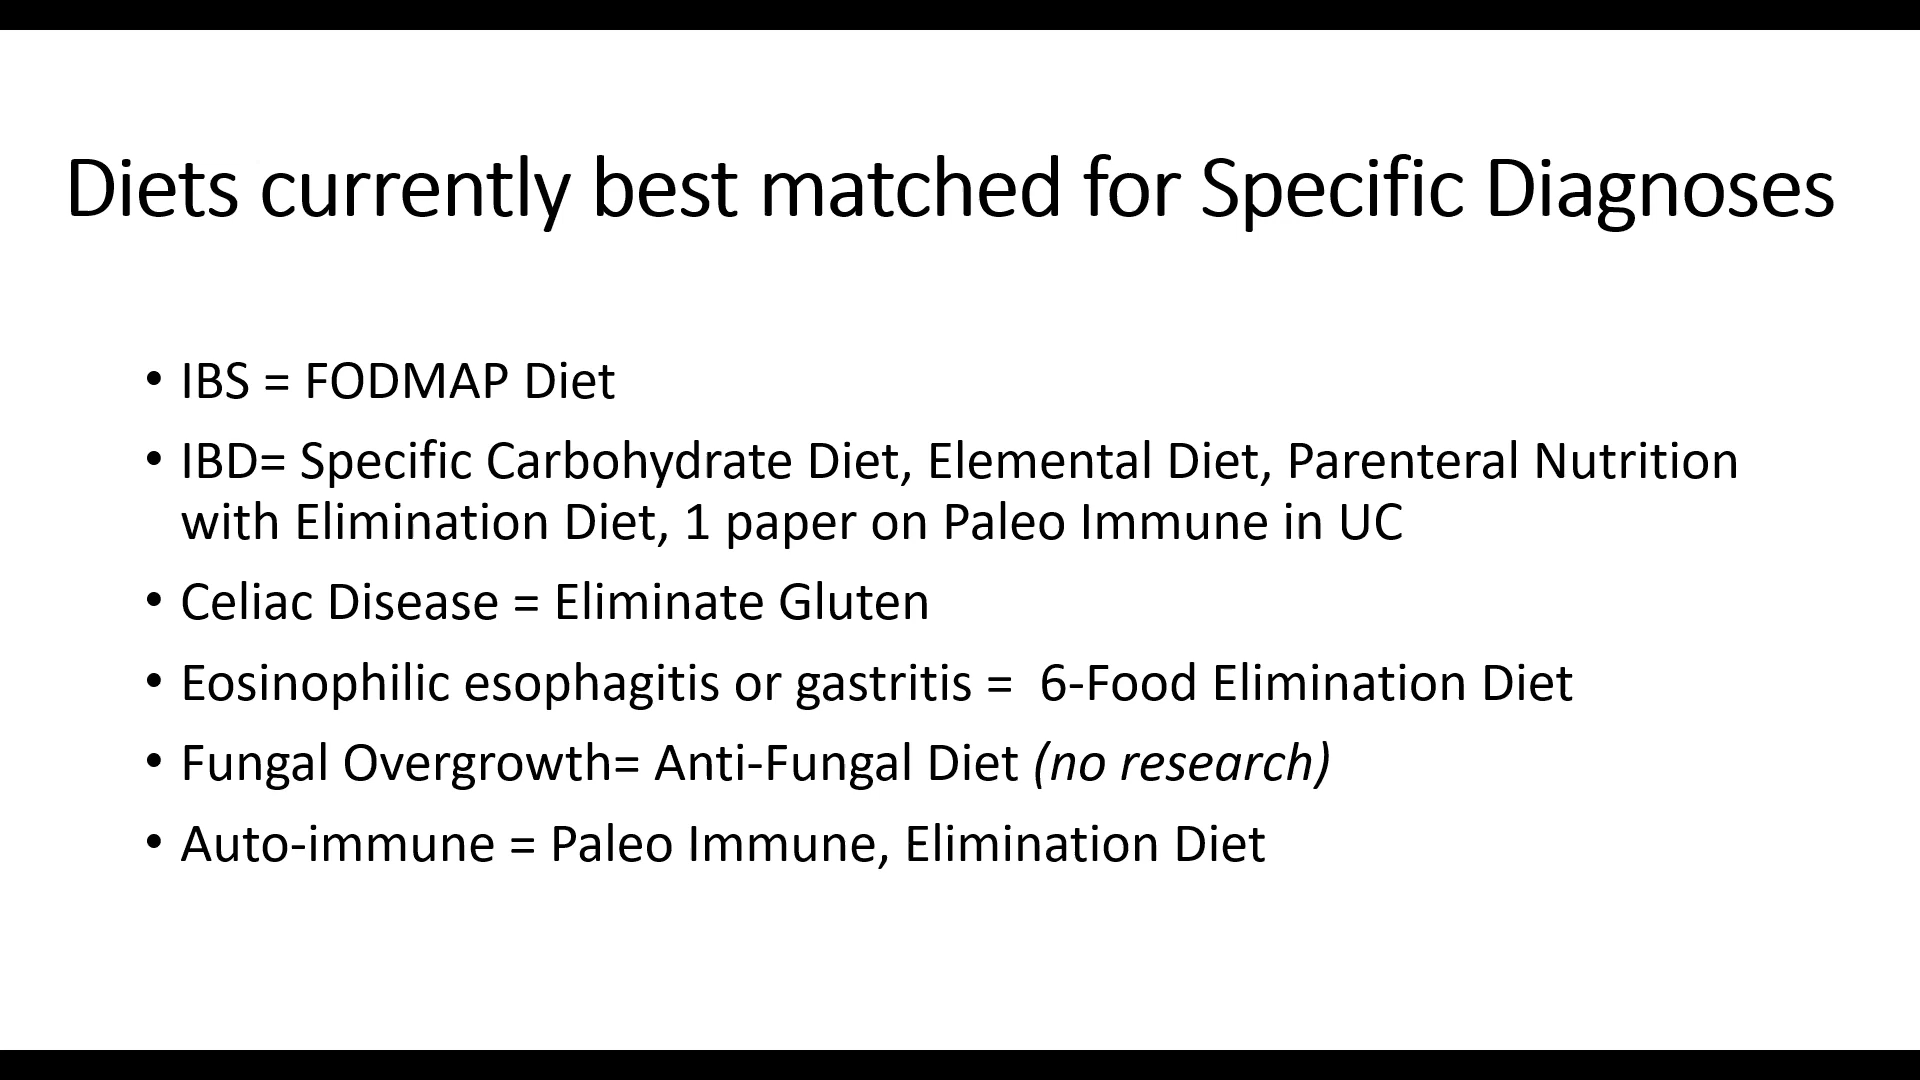 Diets currently best matched for Specific Diagnoses
• IBS = FODMAP Diet
• IBD= Specific Carbohydrate Diet, Elemental Diet, Parenteral Nutrition
with Elimination Diet, 1 paper on Paleo Immune in UC
• Celiac Disease = Eliminate Gluten
• Eosinophilic esophagitis or gastritis =  6-Food Elimination Diet
• Fungal Overgrowth= Anti-Fungal Diet (no research)
• Auto-immune = Paleo Immune, Elimination Diet